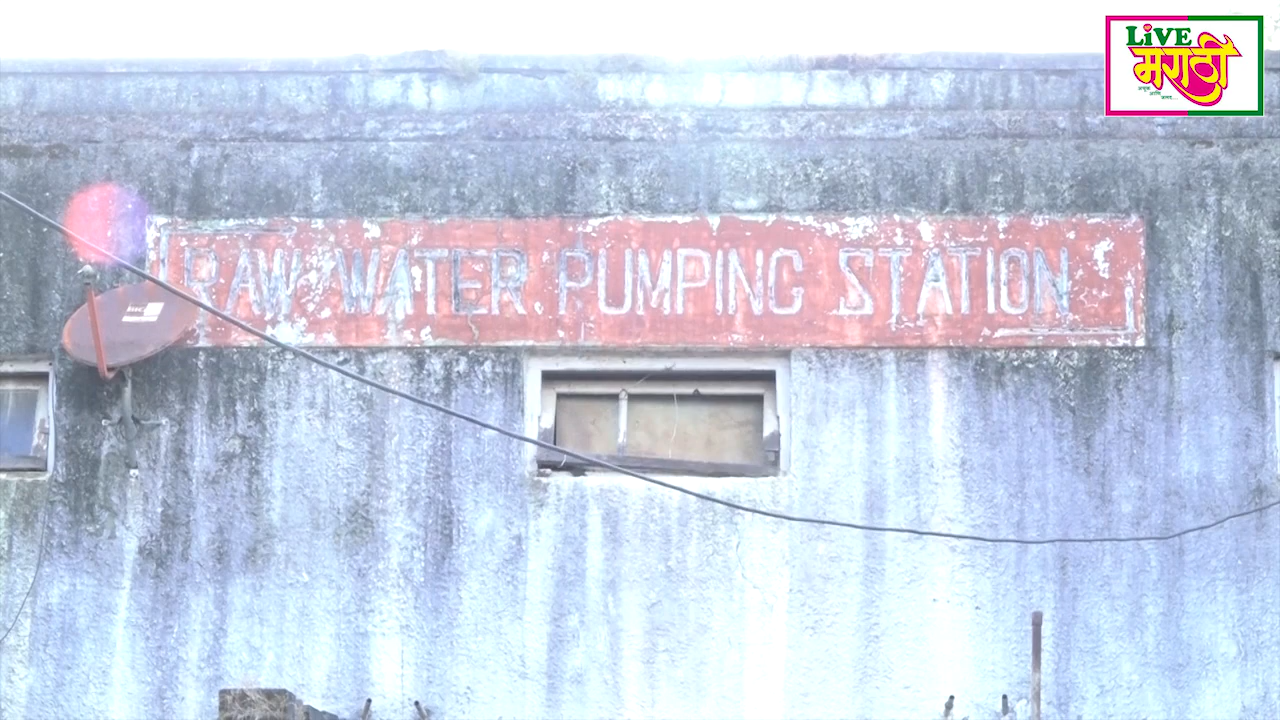 LiVE
मराठी
RAW WATER PUMPING STATION